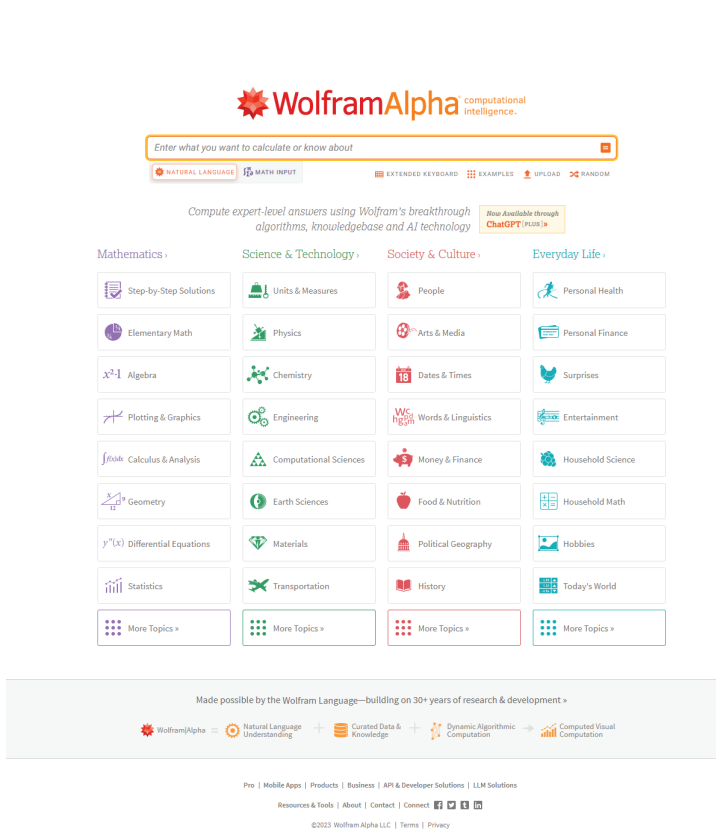 WolframAlpha computational intelligence.
Enter what you want to calculate or know about
NATURAL LANGUAGE MATH INPUT EXTENDED KEYBOARD EXAMPLES UPLOAD RANDOM
Compute expert-level answers using Wolfram's breakthrough
algorithms, knowledgebase and AI technology
Now Available through
ChatGPT [PLUS] »
Mathematics ›
Step-by-Step Solutions
Elementary Math
x²-1 Algebra
Plotting & Graphics
∫f(x)dx Calculus & Analysis
x 9 12 Geometry
y″(x) Differential Equations
Statistics
More Topics »
Science & Technology ›
Units & Measures
Physics
Chemistry
Engineering
Computational Sciences
Earth Sciences
Materials
Transportation
More Topics »
Society & Culture ›
People
Arts & Media
18 Dates & Times
Words & Linguistics
$ Money & Finance
Food & Nutrition
Political Geography
History
More Topics »
Everyday Life ›
Personal Health
Personal Finance
Surprises
Entertainment
Household Science
Household Math
Hobbies
Today's World
More Topics »
Made possible by the Wolfram Language—building on 30+ years of research & development »
Wolfram|Alpha = Natural Language Understanding + Curated Data & Knowledge + Dynamic Algorithmic Computation → Computed Visual Computation
Pro | Mobile Apps | Products | Business | API & Developer Solutions | LLM Solutions
Resources & Tools | About | Contact | Connect
©2023 Wolfram Alpha LLC | Terms | Privacy